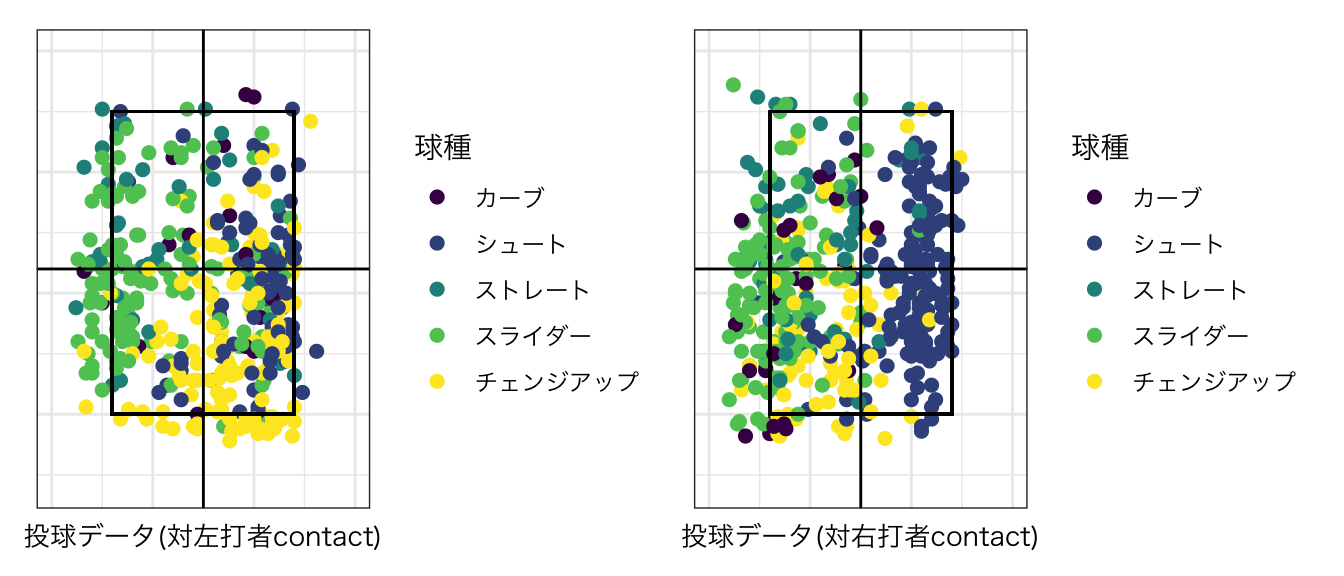 球種
カーブ
シュート
ストレート
スライダー
チェンジアップ
投球データ(対左打者contact)
球種
カーブ
シュート
ストレート
スライダー
チェンジアップ
投球データ(対右打者contact)